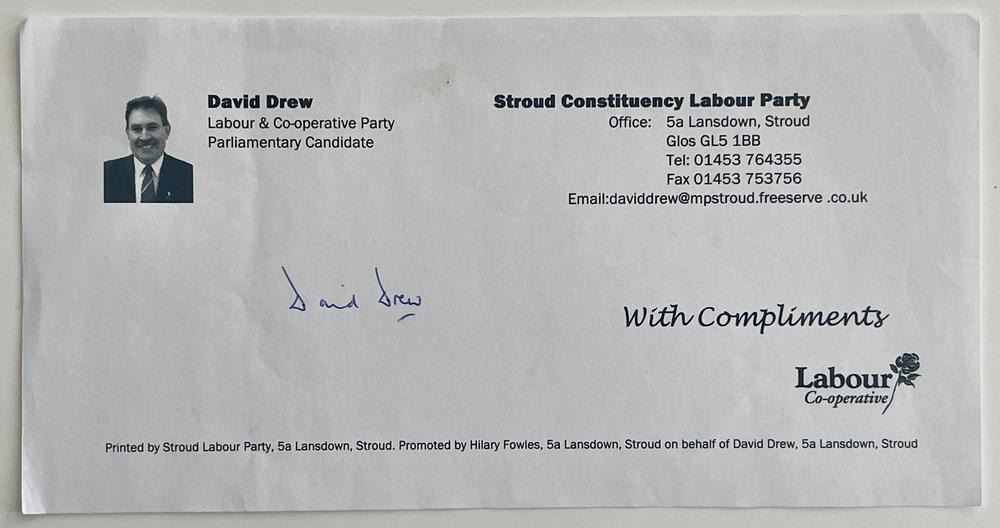 David Drew
Labour & Co-operative Party
Parliamentary Candidate
Stroud Constituency Labour Party
Office: 5a Lansdown, Stroud
Glos GL5 1BB
Tel: 01453 764355
Fax 01453 753756
Email:daviddrew@mpstroud.freeserve .co.uk
David Drew
With Compliments
Labour
Co-operative
Printed by Stroud Labour Party, 5a Lansdown, Stroud. Promoted by Hilary Fowles, 5a Lansdown, Stroud on behalf of David Drew, 5a Lansdown, Stroud